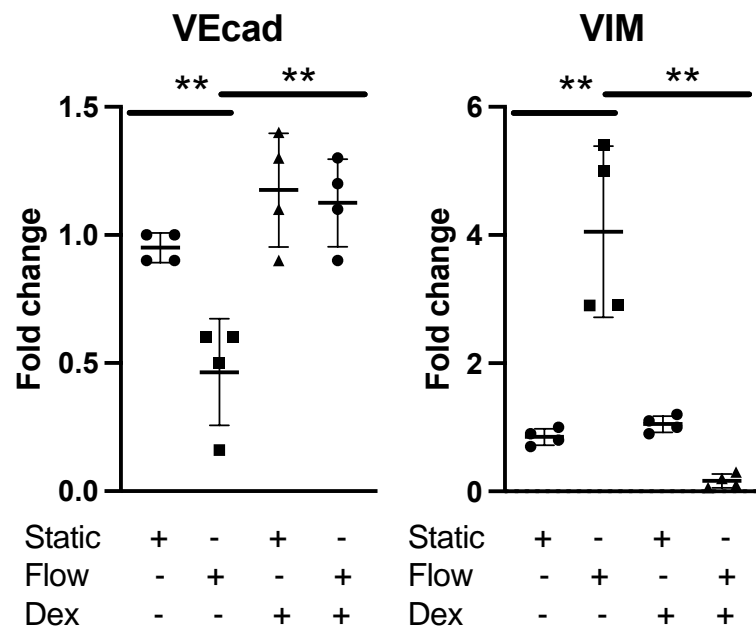 VEcad
VIM
** **
** **
Fold change
1.5
1.0
0.5
0.0
Fold change
6
4
2
0
Static + - + -
Flow - + - +
Dex - - + +
Static + - + -
Flow - + - +
Dex - - + +